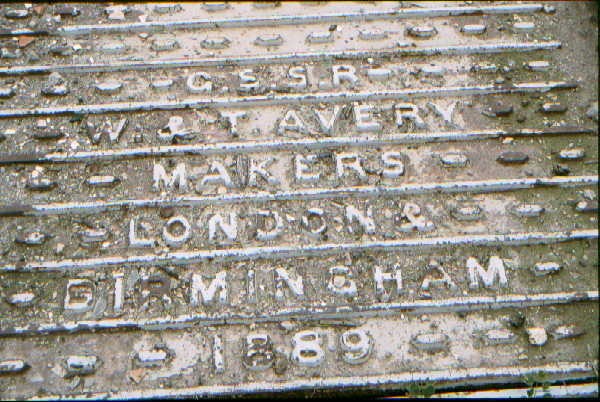 G.S.S.R
W. & T. AVERY
MAKERS
LONDON &
BIRMINGHAM
1889